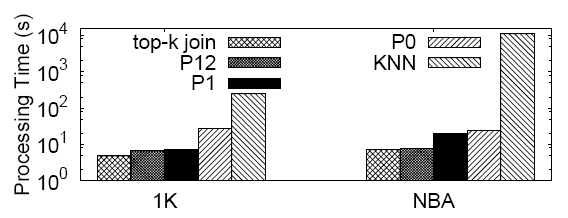 Processing Time (s)
10^4
10^3
10^2
10^1
10^0
top-k join
P12
P1
P0
KNN
1K
NBA